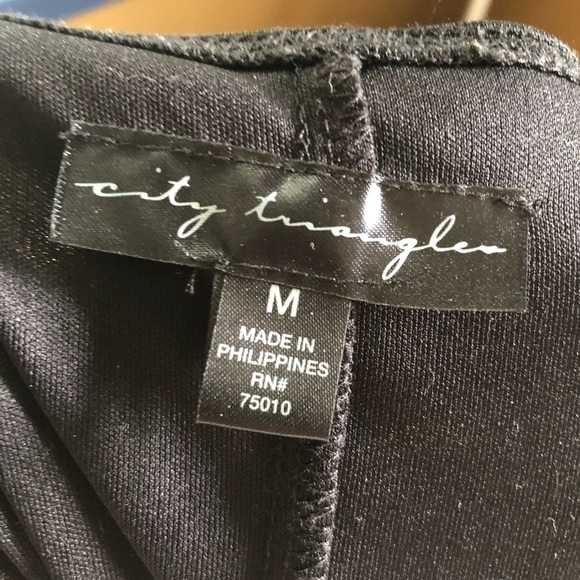 city triangles
M
MADE IN
PHILIPPINES
RN#
75010